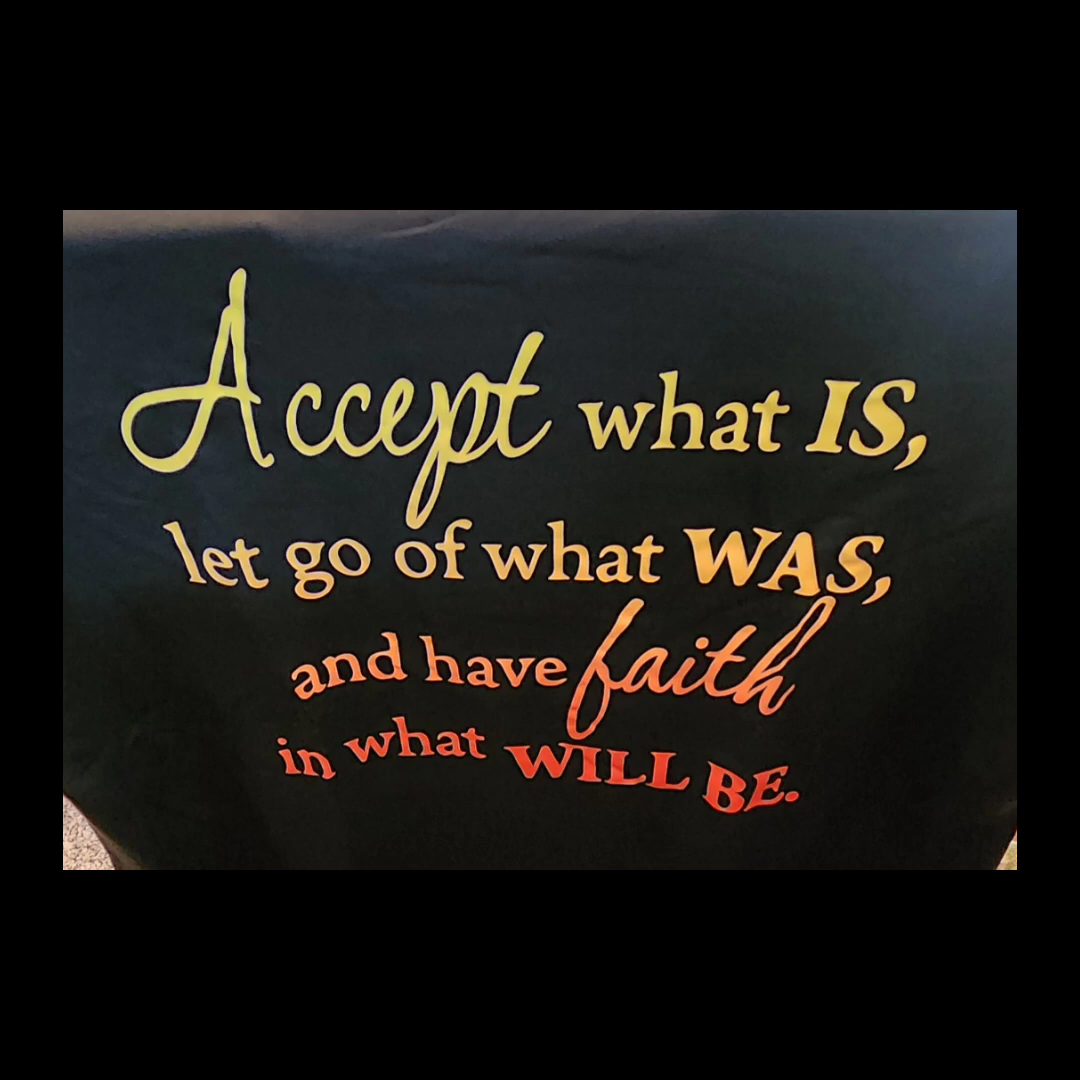 Accept what IS,
let go of what WAS,
and have faith
in what WILL BE.